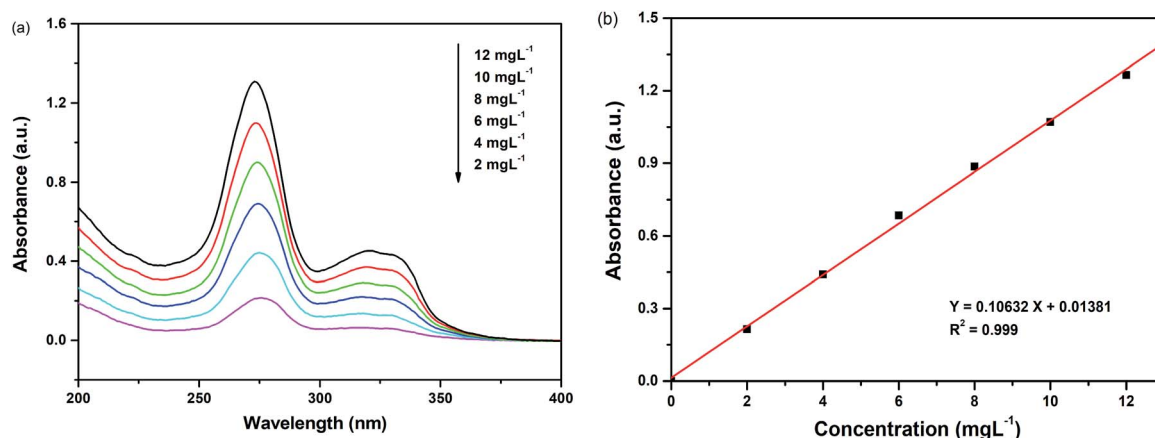 (a)
1.6
1.2
0.8
0.4
0.0
Absorbance (a.u.)
12 mgL⁻¹
10 mgL⁻¹
8 mgL⁻¹
6 mgL⁻¹
4 mgL⁻¹
2 mgL⁻¹
200 250 300 350 400
Wavelength (nm)
(b)
1.5
1.2
0.9
0.6
0.3
0.0
Absorbance (a.u.)
Y = 0.10632 X + 0.01381
R² = 0.999
0 2 4 6 8 10 12
Concentration (mgL⁻¹)